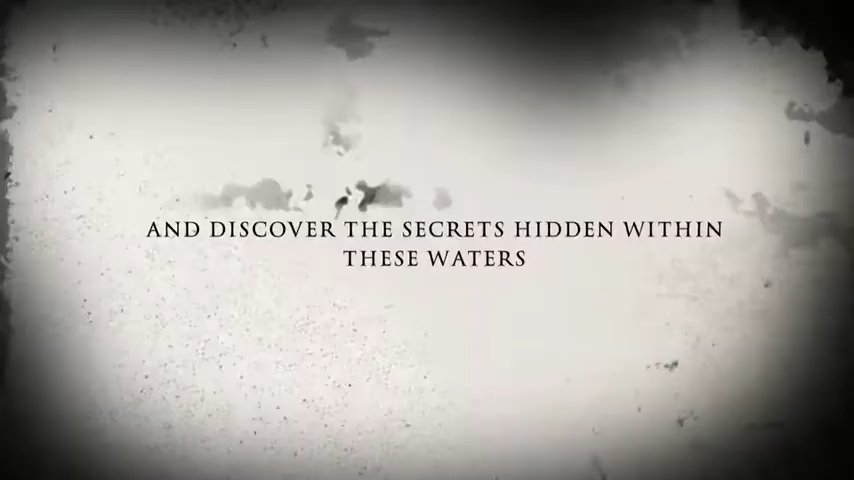 AND DISCOVER THE SECRETS HIDDEN WITHIN
THESE WATERS